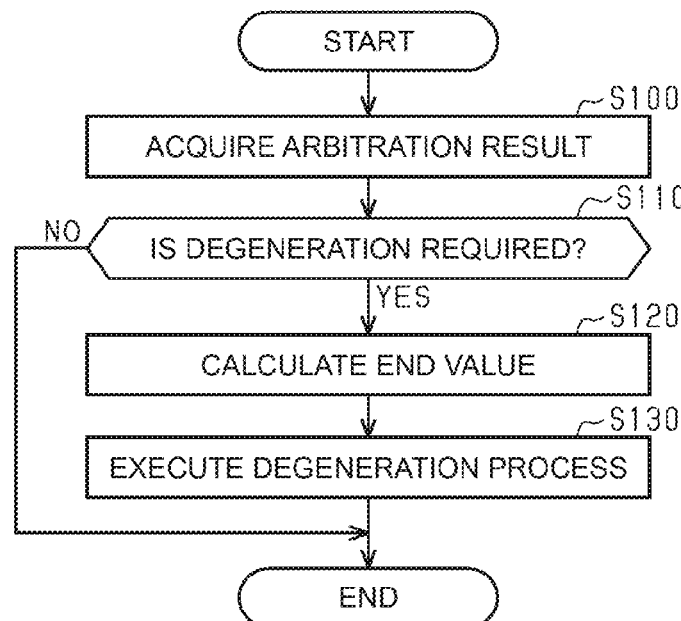 START
S100
ACQUIRE ARBITRATION RESULT
S110
NO
IS DEGENERATION REQUIRED?
YES
S120
CALCULATE END VALUE
S130
EXECUTE DEGENERATION PROCESS
END